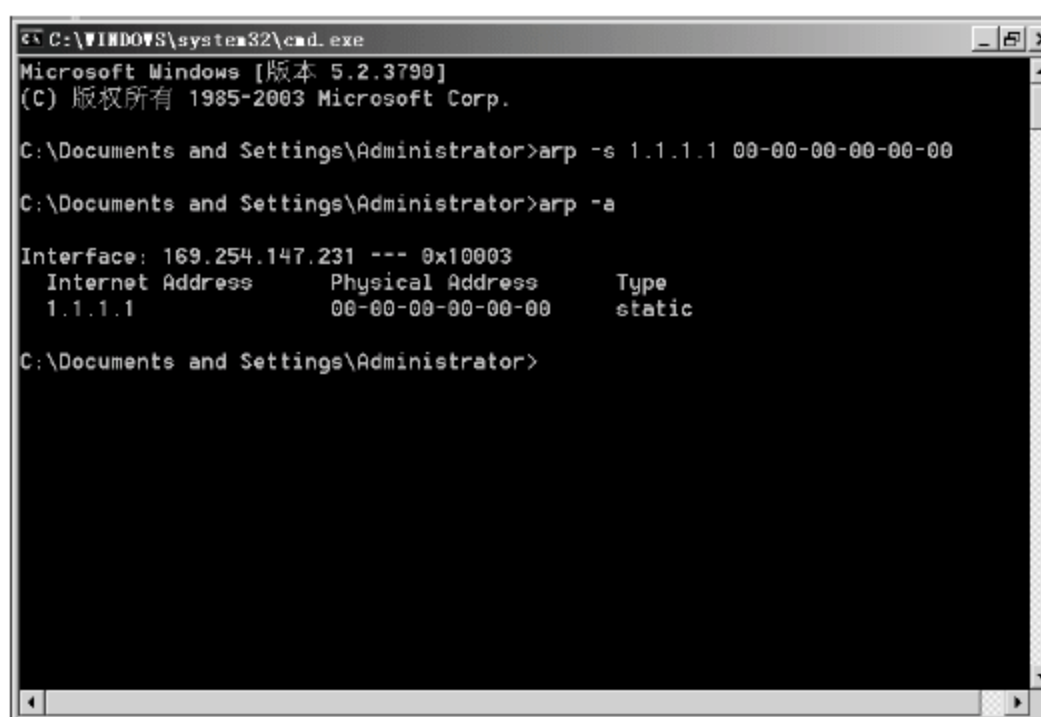 C:\WINDOWS\system32\cmd.exe
Microsoft Windows [版本 5.2.3790]
(C) 版权所有 1985-2003 Microsoft Corp.
C:\Documents and Settings\Administrator>arp -s 1.1.1.1 00-00-00-00-00-00
C:\Documents and Settings\Administrator>arp -a
Interface: 169.254.147.231 --- 0x10003
Internet Address Physical Address Type
1.1.1.1 00-00-00-00-00-00 static
C:\Documents and Settings\Administrator>